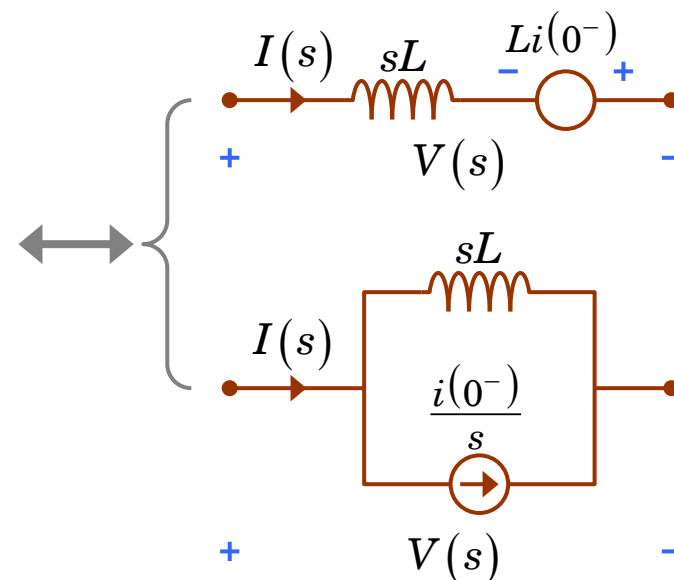 I(s) sL Li(0⁻)
− +
+ V(s) −
sL
I(s)
i(0⁻)
s
+ V(s) −